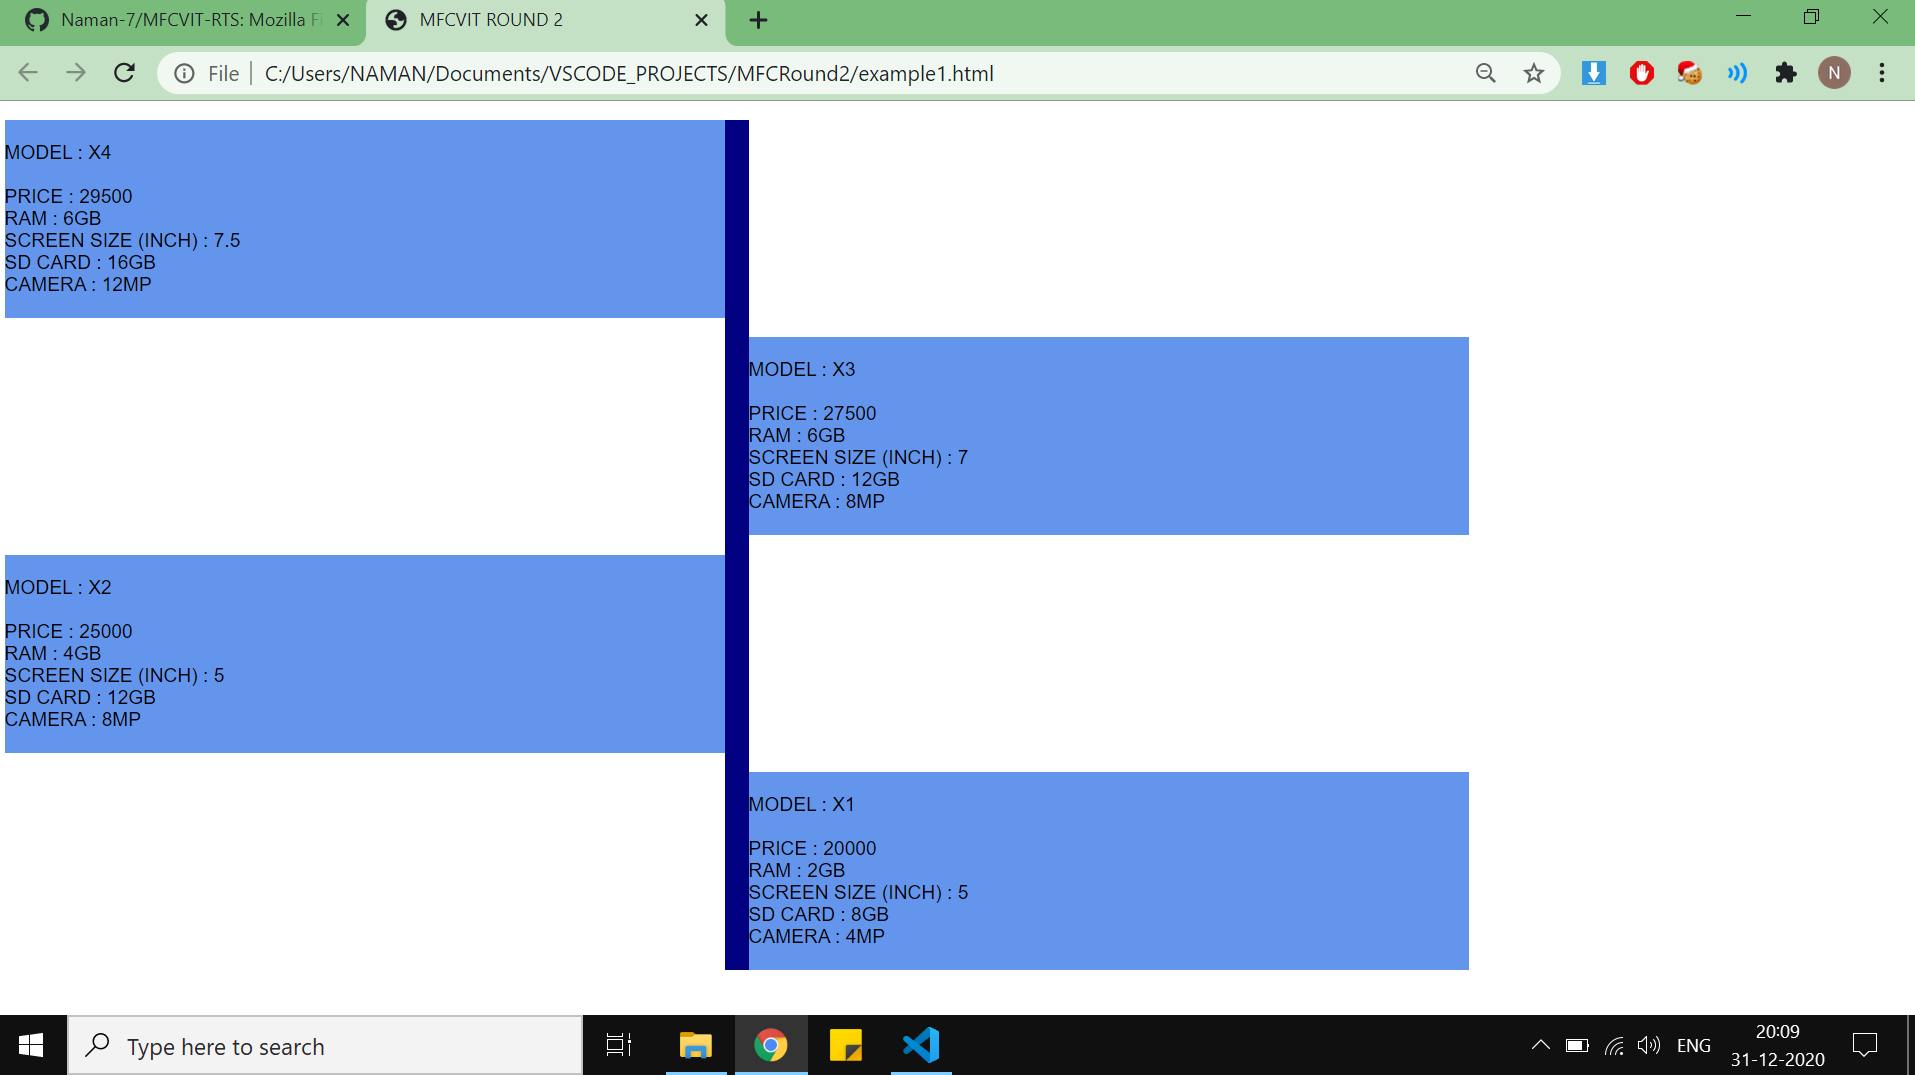 Naman-7/MFCVIT-RTS: Mozilla Fi
MFCVIT ROUND 2
File
C:/Users/NAMAN/Documents/VSCODE_PROJECTS/MFCRound2/example1.html
N
MODEL : X4
PRICE : 29500
RAM : 6GB
SCREEN SIZE (INCH) : 7.5
SD CARD : 16GB
CAMERA : 12MP
MODEL : X3
PRICE : 27500
RAM : 6GB
SCREEN SIZE (INCH) : 7
SD CARD : 12GB
CAMERA : 8MP
MODEL : X2
PRICE : 25000
RAM : 4GB
SCREEN SIZE (INCH) : 5
SD CARD : 12GB
CAMERA : 8MP
MODEL : X1
PRICE : 20000
RAM : 2GB
SCREEN SIZE (INCH) : 5
SD CARD : 8GB
CAMERA : 4MP
Type here to search
ENG
20:09
31-12-2020